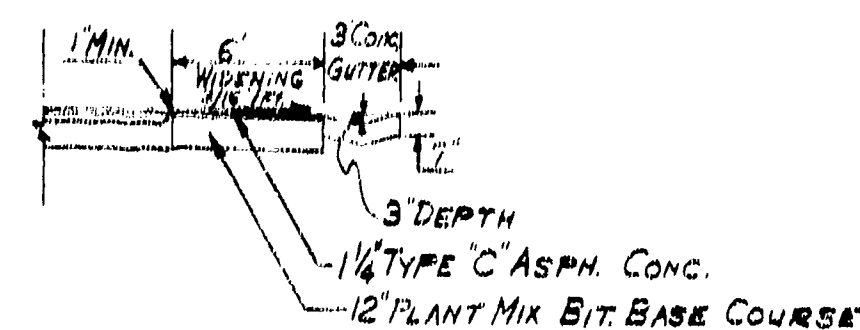 1" MIN.
6'
WIDENING
3' CONC.
GUTTER
7"
3" DEPTH
1¼" TYPE "C" ASPH. CONC.
12" PLANT MIX BIT. BASE COURSE